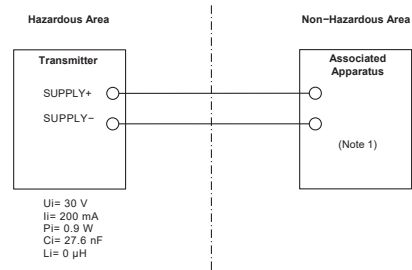 Hazardous Area
Non-Hazardous Area
Transmitter
SUPPLY+
SUPPLY−
Associated
Apparatus
(Note 1)
Ui= 30 V
Ii= 200 mA
Pi= 0.9 W
Ci= 27.6 nF
Li= 0 μH